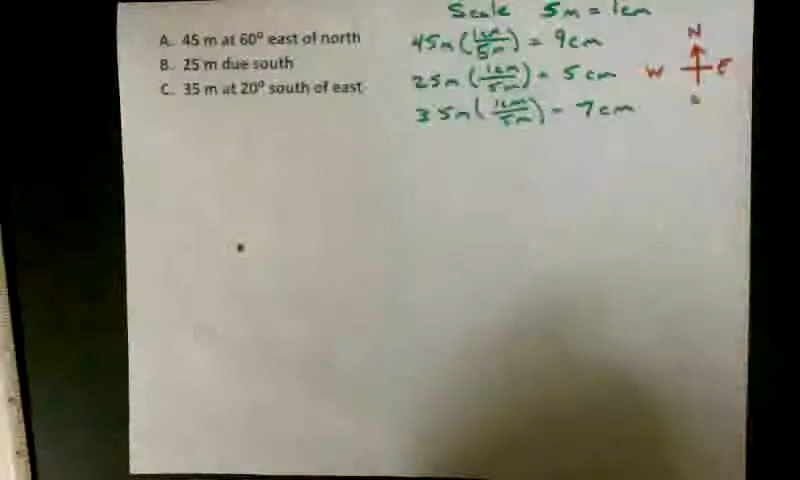 Scale 5m = 1cm
A. 45 m at 60° east of north
45m (1cm/5m) = 9cm
B. 25 m due south
25m (1cm/5m) = 5cm
C. 35 m at 20° south of east
35m (1cm/5m) = 7cm
N
W E
S